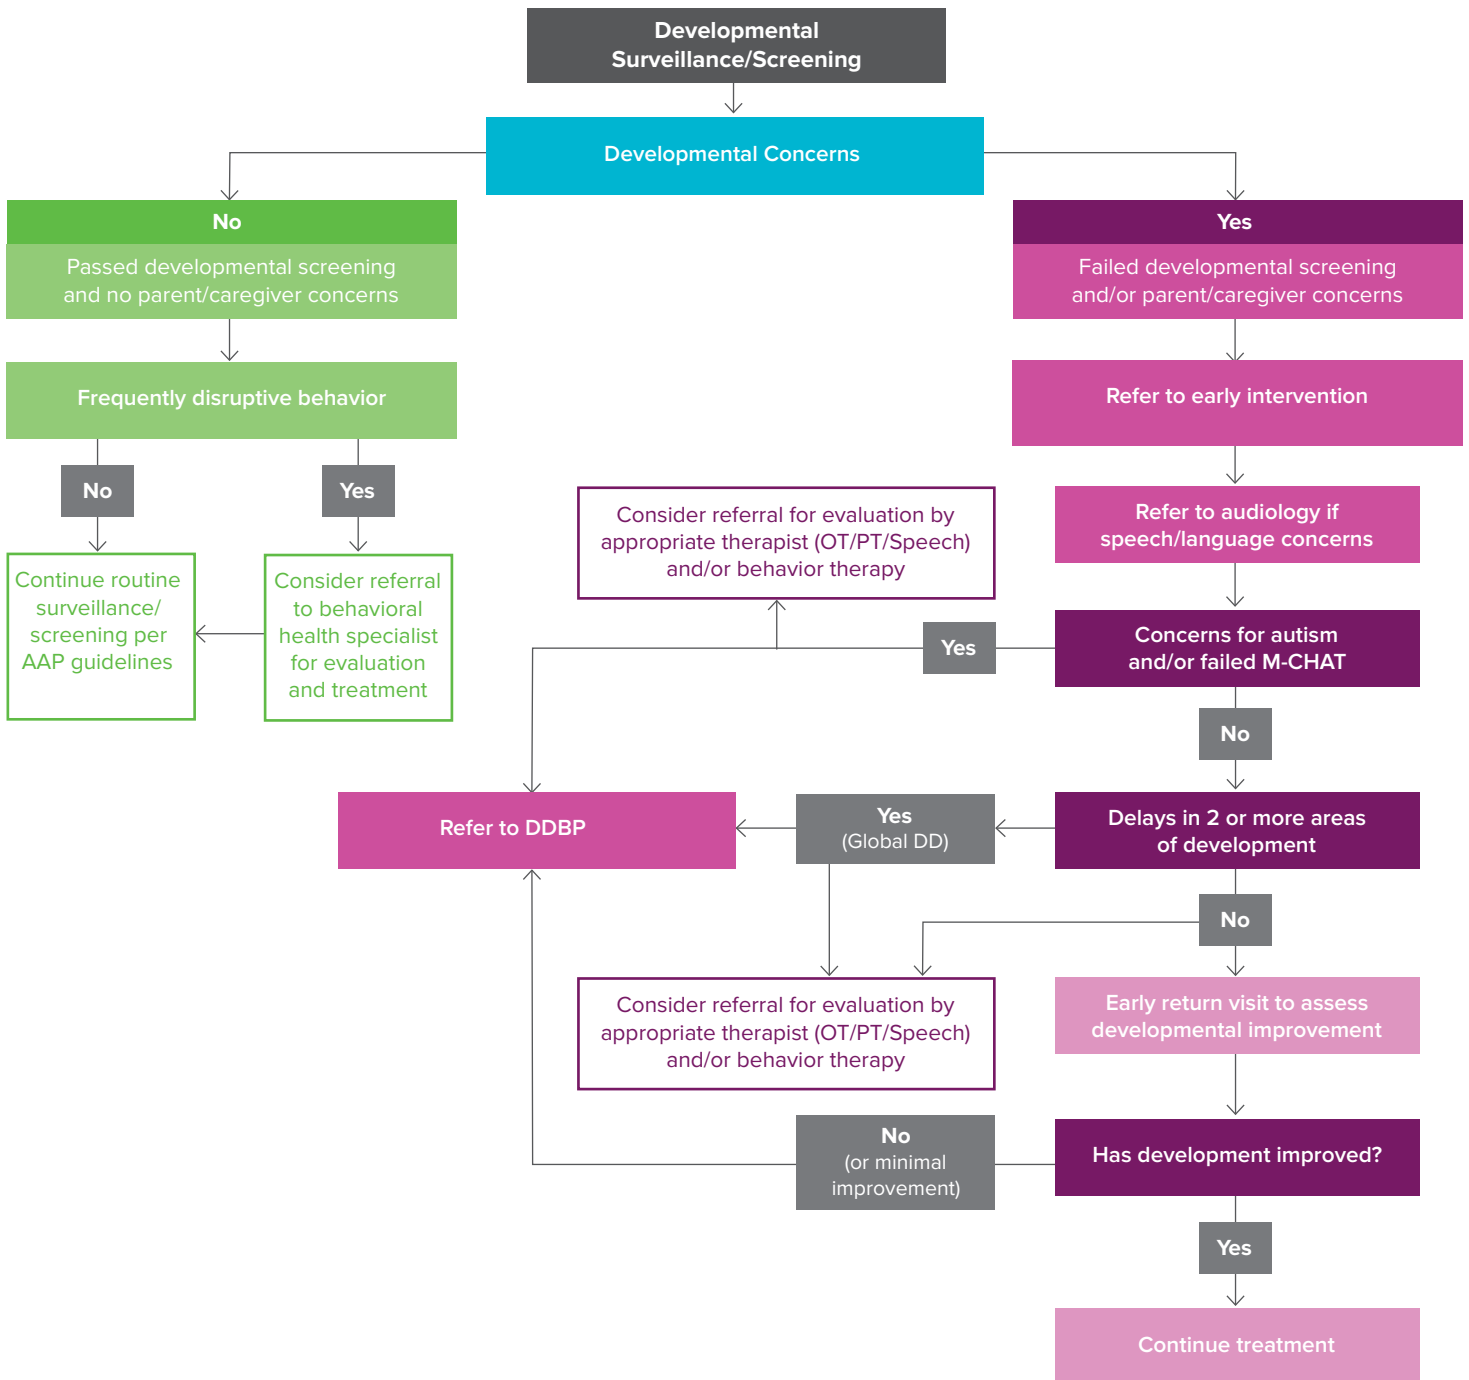 Developmental
Surveillance/Screening
Developmental Concerns
No
Passed developmental screening
and no parent/caregiver concerns
Frequently disruptive behavior
No
Yes
Continue routine
surveillance/
screening per
AAP guidelines
Consider referral
to behavioral
health specialist
for evaluation
and treatment
Yes
Failed developmental screening
and/or parent/caregiver concerns
Refer to early intervention
Refer to audiology if
speech/language concerns
Consider referral for evaluation by
appropriate therapist (OT/PT/Speech)
and/or behavior therapy
Yes
Concerns for autism
and/or failed M-CHAT
No
Refer to DDBP
Yes
(Global DD)
Delays in 2 or more areas
of development
No
Consider referral for evaluation by
appropriate therapist (OT/PT/Speech)
and/or behavior therapy
Early return visit to assess
developmental improvement
No
(or minimal
improvement)
Has development improved?
Yes
Continue treatment